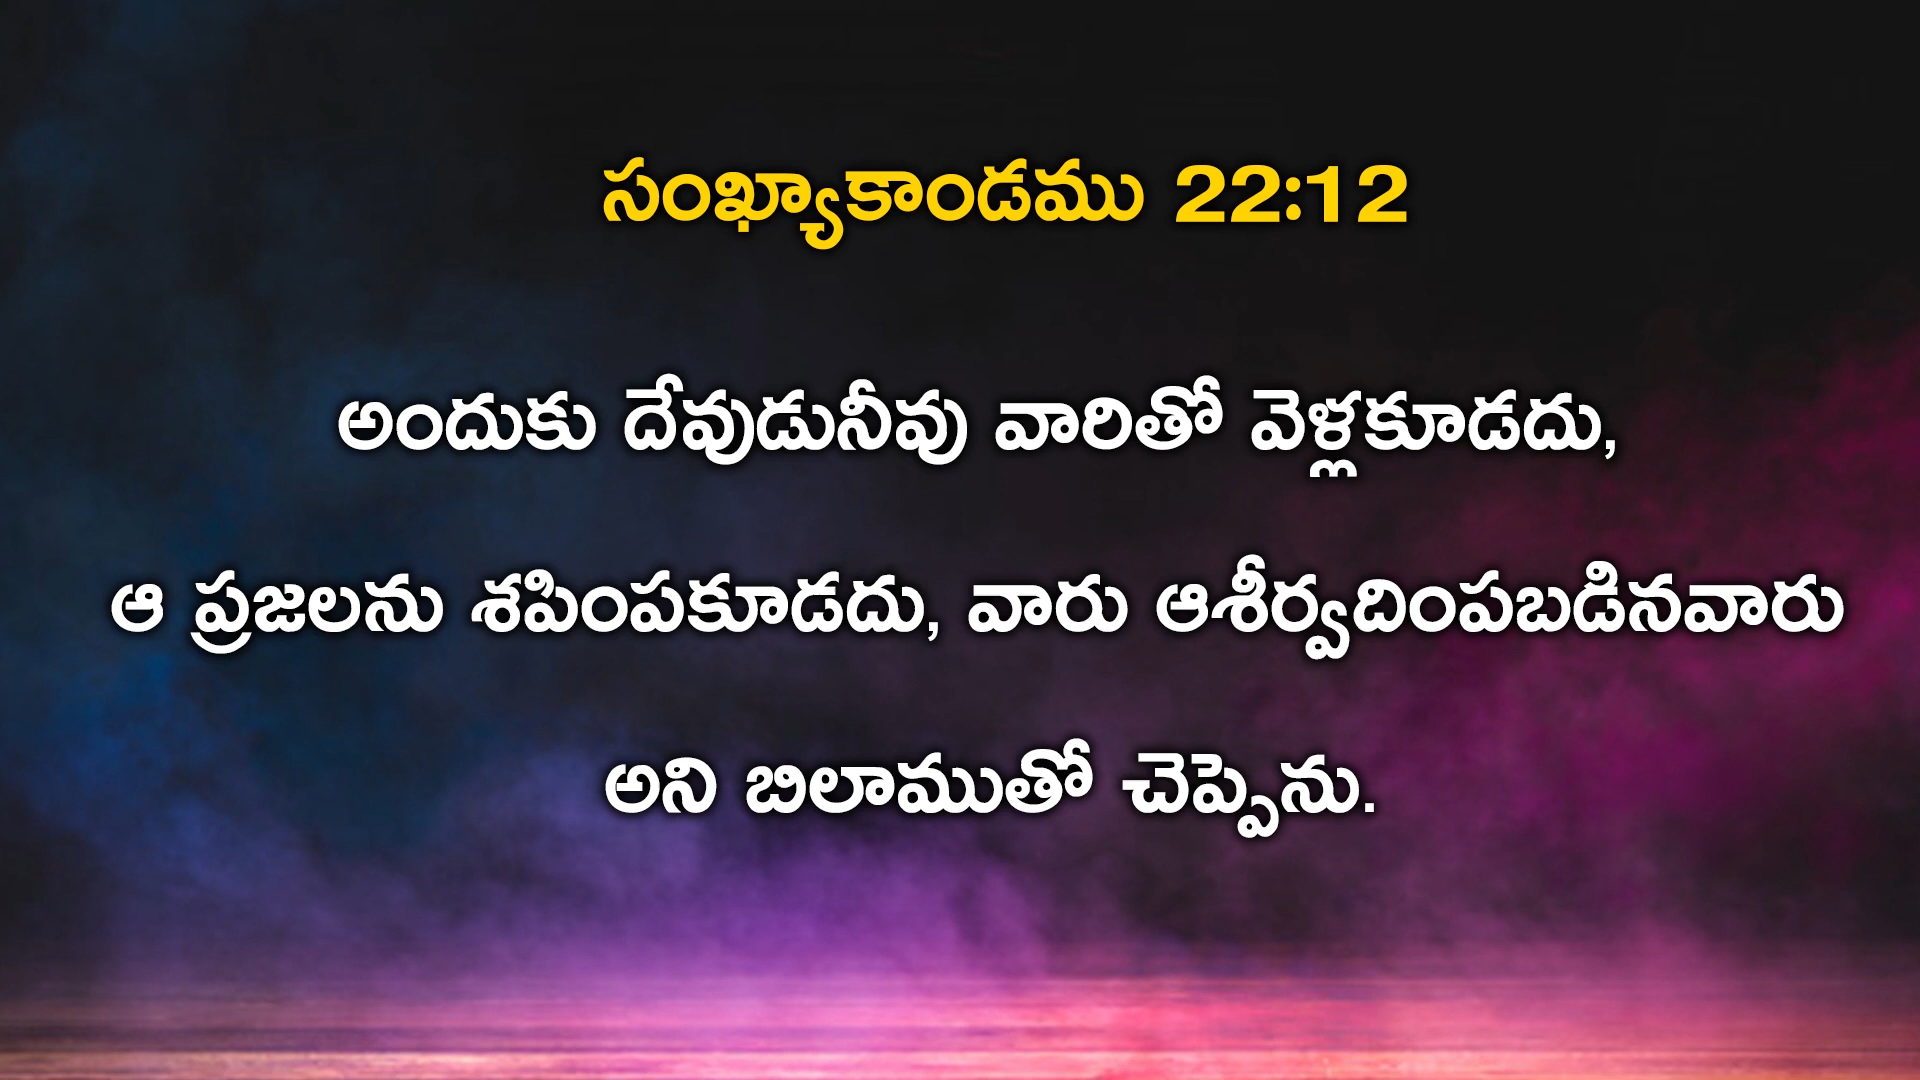 సంఖ్యాకాండము 22:12
అందుకు దేవుడునీవు వారితో వెళ్లకూడదు,
ఆ ప్రజలను శపింపకూడదు, వారు ఆశీర్వదింపబడినవారు
అని బిలాముతో చెప్పెను.